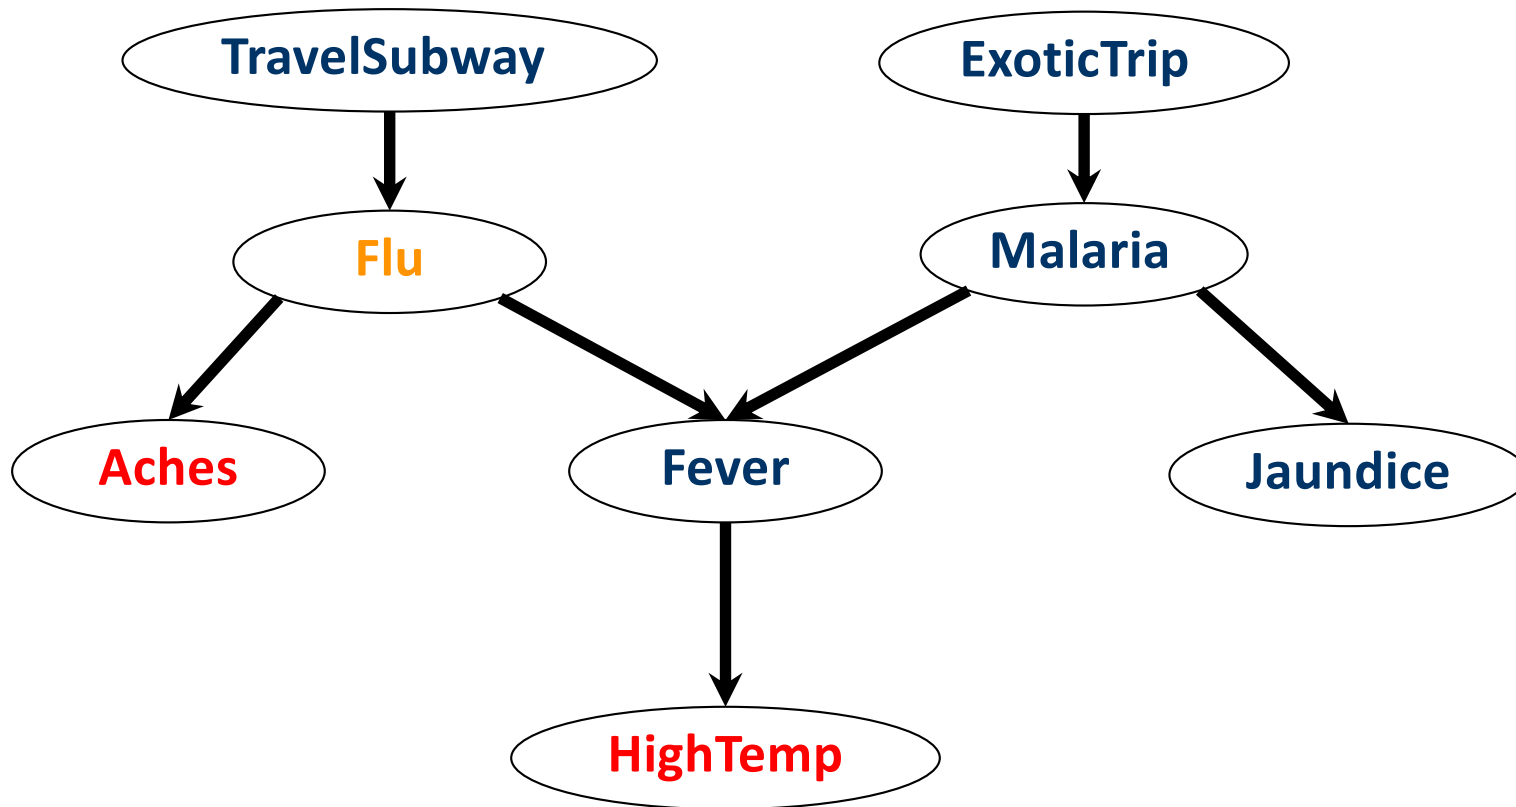 TravelSubway
ExoticTrip
Flu
Malaria
Aches
Fever
Jaundice
HighTemp